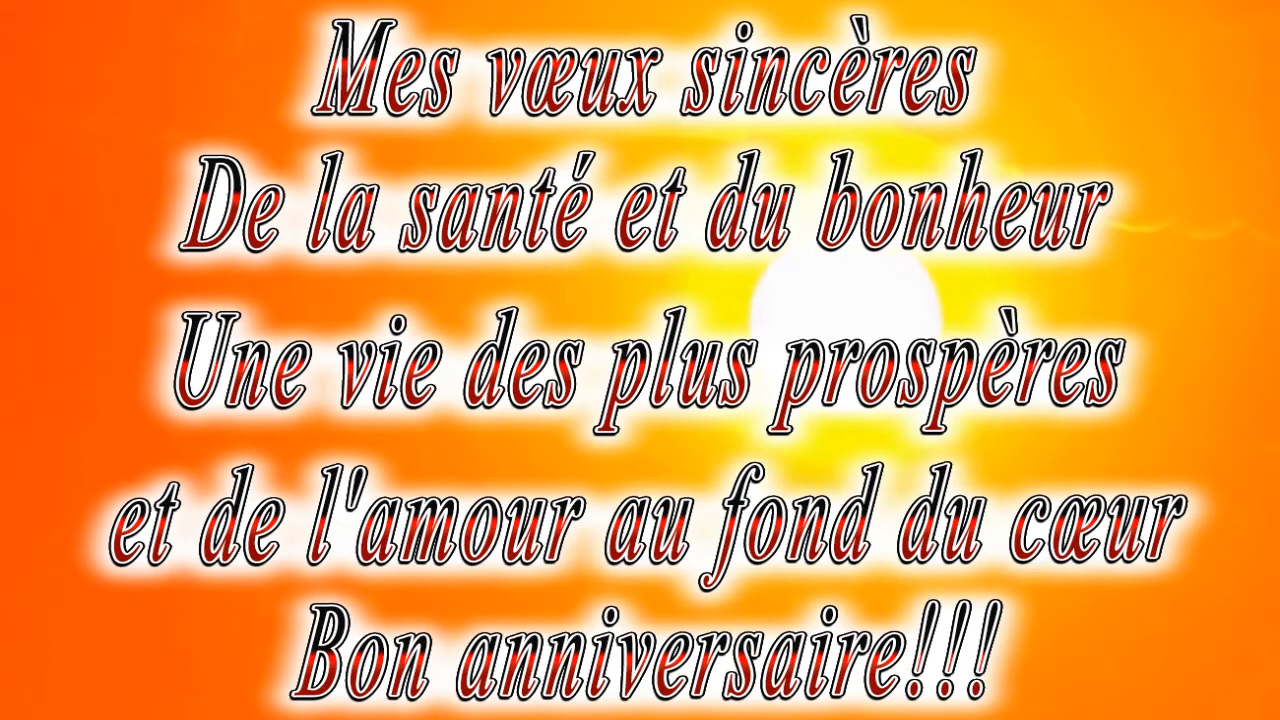 Mes vœux sincères
De la santé et du bonheur
Une vie des plus prospères
et de l'amour au fond du cœur
Bon anniversaire!!!